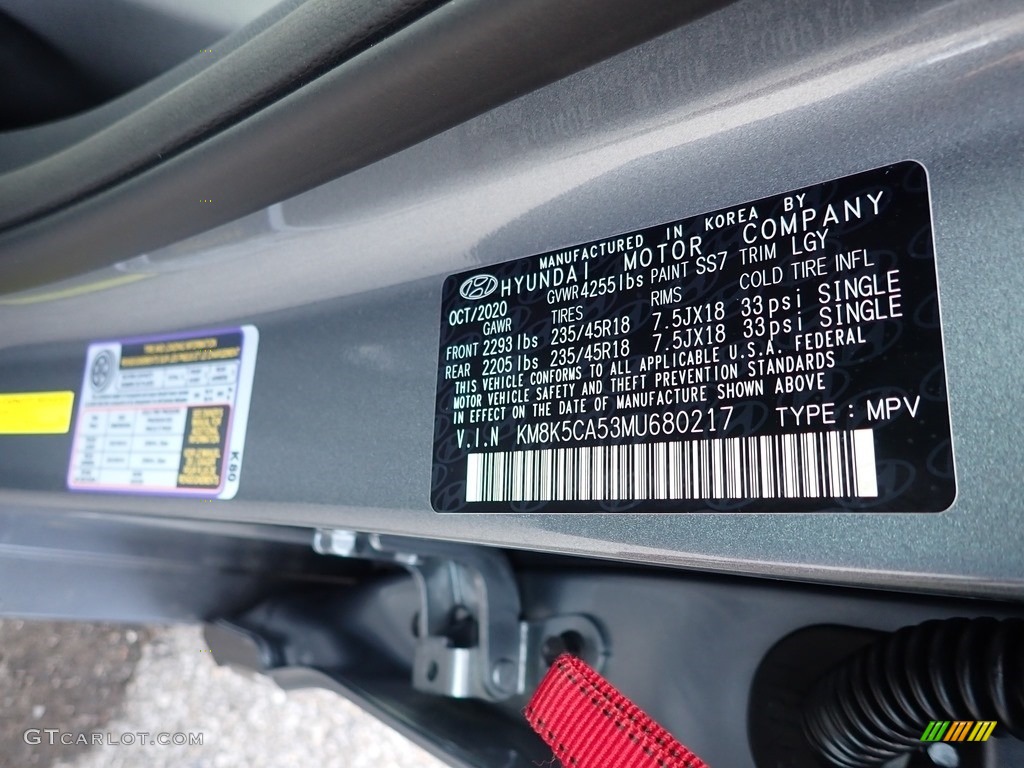 MANUFACTURED IN KOREA BY
HYUNDAI MOTOR COMPANY
OCT/2020 GVWR 4255lbs PAINT SS7 TRIM LGY
GAWR TIRES RIMS COLD TIRE INFL
FRONT 2293 lbs 235/45R18 7.5JX18 33 psi SINGLE
REAR 2205 lbs 235/45R18 7.5JX18 33 psi SINGLE
THIS VEHICLE CONFORMS TO ALL APPLICABLE U.S.A. FEDERAL
MOTOR VEHICLE SAFETY AND THEFT PREVENTION STANDARDS
IN EFFECT ON THE DATE OF MANUFACTURE SHOWN ABOVE
V.I.N KM8K5CA53MU680217 TYPE : MPV
K80
GTCARLOT.COM